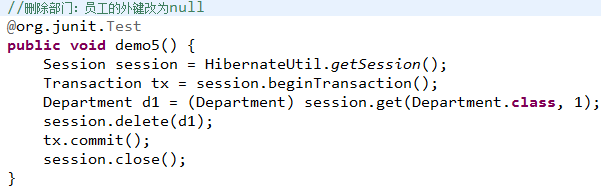 //删除部门：员工的外键改为null
@org.junit.Test
public void demo5() {
    Session session = HibernateUtil.getSession();
    Transaction tx = session.beginTransaction();
    Department d1 = (Department) session.get(Department.class, 1);
    session.delete(d1);
    tx.commit();
    session.close();
}